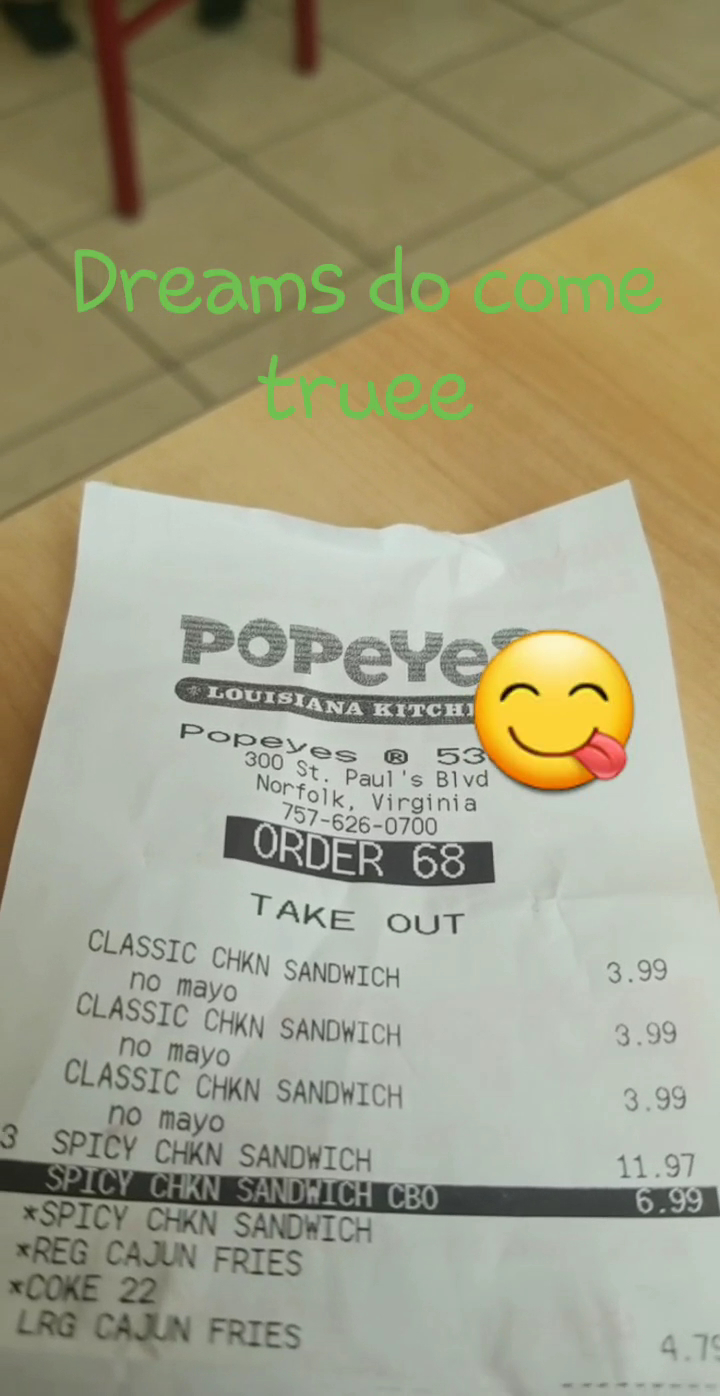 Dreams do come
truee
POPeYe
LOUISIANA
Popeyes ® 53
300 St. Paul's Blvd
Norfolk, Virginia
757-626-0700
ORDER 68
TAKE OUT
CLASSIC CHKN SANDWICH 3.99
no mayo
CLASSIC CHKN SANDWICH 3.99
no mayo
CLASSIC CHKN SANDWICH 3.99
no mayo
3 SPICY CHKN SANDWICH 11.97
SPICY CHKN SANDWICH CBO 6.99
*SPICY CHKN SANDWICH
*REG CAJUN FRIES
*COKE 22
LRG CAJUN FRIES 4.79